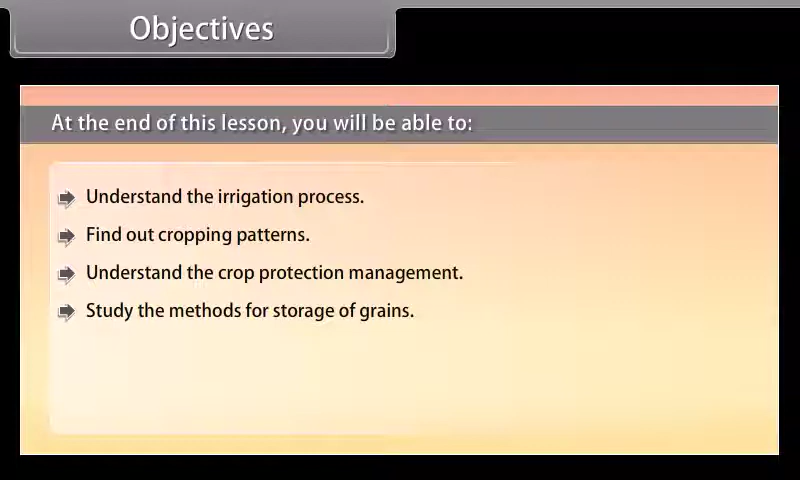 Objectives
At the end of this lesson, you will be able to:
Understand the irrigation process.
Find out cropping patterns.
Understand the crop protection management.
Study the methods for storage of grains.